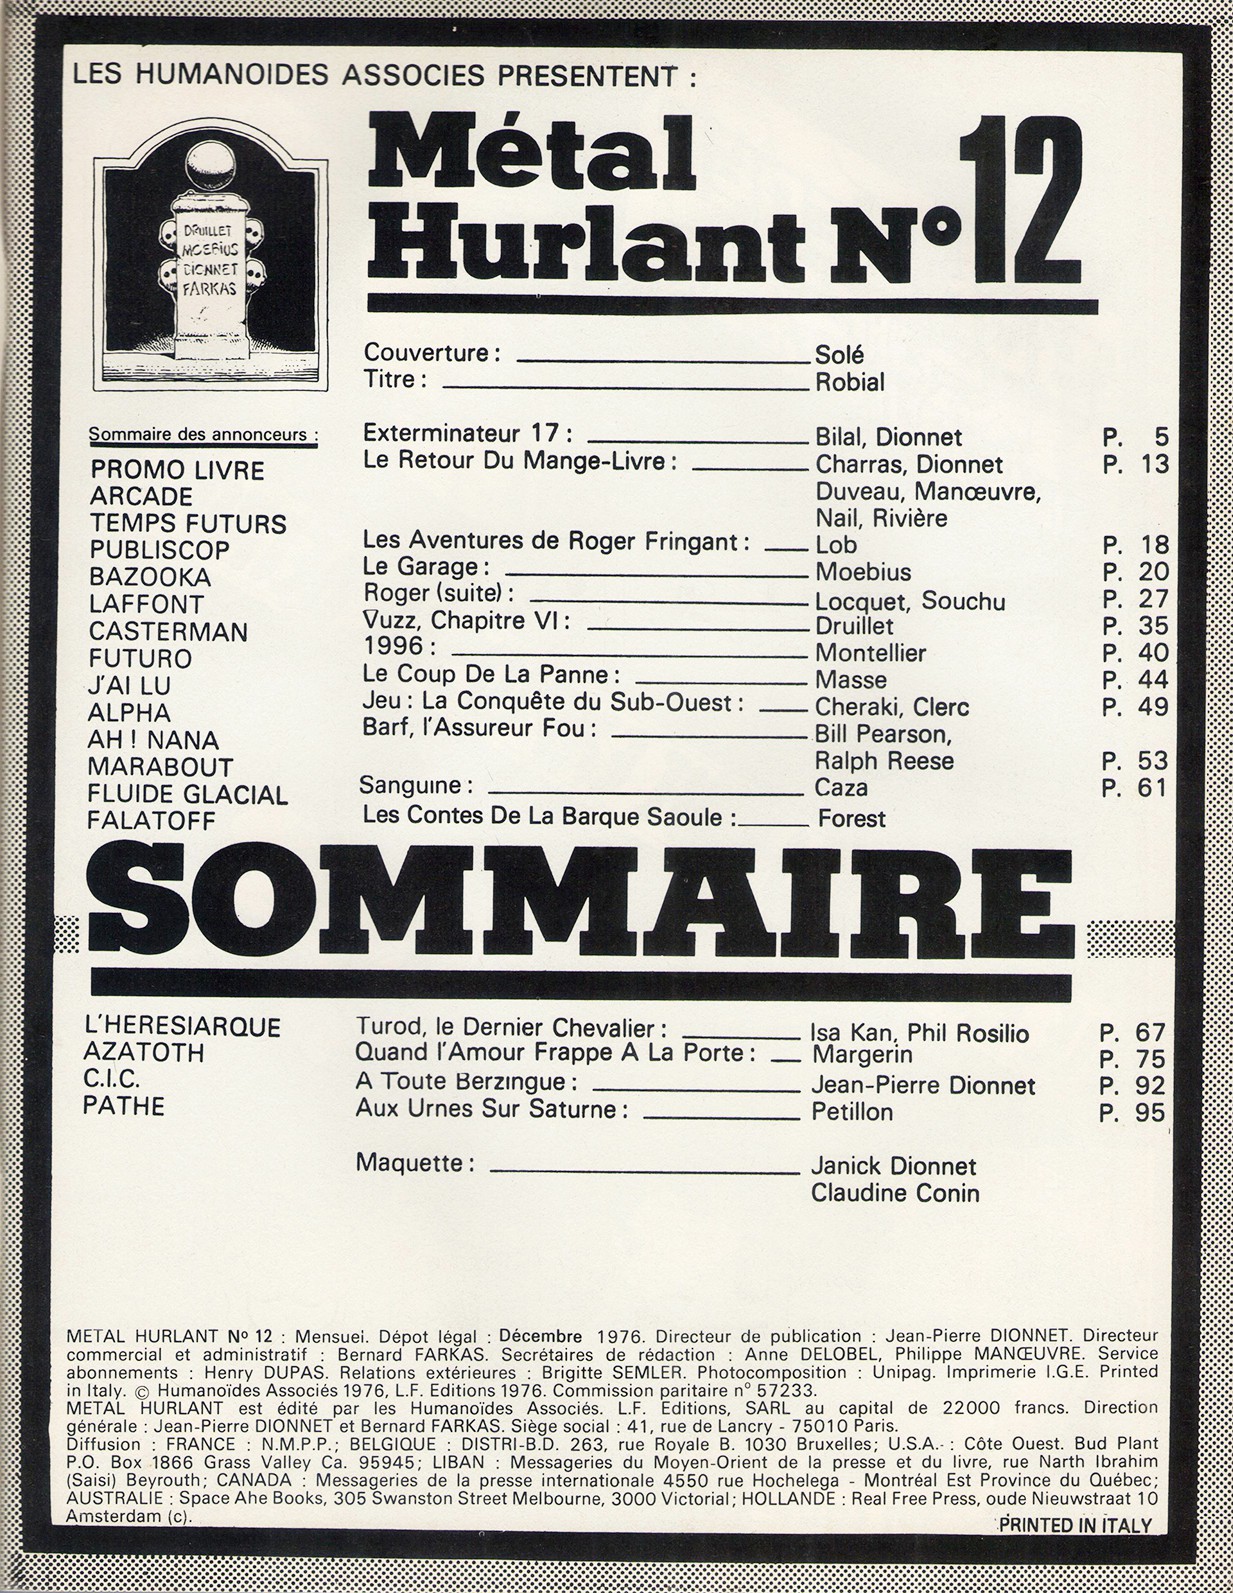 LES HUMANOIDES ASSOCIES PRESENTENT :
Métal
Hurlant Nº 12
DRUILLET
MOEBIUS
DIONNET
FARKAS
Couverture : Solé
Titre : Robial
Exterminateur 17 : Bilal, Dionnet P. 5
Le Retour Du Mange-Livre : Charras, Dionnet P. 13
Duveau, Manœuvre,
Nail, Rivière
Les Aventures de Roger Fringant : Lob P. 18
Le Garage : Moebius P. 20
Roger (suite) : Locquet, Souchu P. 27
Vuzz, Chapitre VI : Druillet P. 35
1996 : Montellier P. 40
Le Coup De La Panne : Masse P. 44
Jeu : La Conquête du Sub-Ouest : Cheraki, Clerc P. 49
Barf, l'Assureur Fou : Bill Pearson,
Ralph Reese P. 53
Sanguine : Caza P. 61
Les Contes De La Barque Saoule : Forest
Sommaire des annonceurs :
PROMO LIVRE
ARCADE
TEMPS FUTURS
PUBLISCOP
BAZOOKA
LAFFONT
CASTERMAN
FUTURO
J'AI LU
ALPHA
AH ! NANA
MARABOUT
FLUIDE GLACIAL
FALATOFF
SOMMAIRE
L'HERESIARQUE
AZATOTH
C.I.C.
PATHE
Turod, le Dernier Chevalier : Isa Kan, Phil Rosilio P. 67
Quand l'Amour Frappe A La Porte : Margerin P. 75
A Toute Berzingue : Jean-Pierre Dionnet P. 92
Aux Urnes Sur Saturne : Petillon P. 95
Maquette : Janick Dionnet
Claudine Conin
METAL HURLANT Nº 12 : Mensuel. Dépot légal : Décembre 1976. Directeur de publication : Jean-Pierre DIONNET. Directeur
commercial et administratif : Bernard FARKAS. Secrétaires de rédaction : Anne DELOBEL, Philippe MANŒUVRE. Service
abonnements : Henry DUPAS. Relations extérieures : Brigitte SEMLER. Photocomposition : Unipag. Imprimerie I.G.E. Printed
in Italy. © Humanoïdes Associés 1976, L.F. Editions 1976. Commission paritaire n° 57233.
METAL HURLANT est édité par les Humanoïdes Associés. L.F. Editions, SARL au capital de 22000 francs. Direction
générale : Jean-Pierre DIONNET et Bernard FARKAS. Siège social : 41, rue de Lancry - 75010 Paris.
Diffusion : FRANCE : N.M.P.P.; BELGIQUE : DISTRI-B.D. 263, rue Royale B. 1030 Bruxelles; U.S.A. : Côte Ouest. Bud Plant
P.O. Box 1866 Grass Valley Ca. 95945; LIBAN : Messageries du Moyen-Orient de la presse et du livre, rue Narth Ibrahim
(Saisi) Beyrouth; CANADA : Messageries de la presse internationale 4550 rue Hochelega - Montréal Est Province du Québec;
AUSTRALIE : Space Ahe Books, 305 Swanston Street Melbourne, 3000 Victorial; HOLLANDE : Real Free Press, oude Nieuwstraat 10
Amsterdam (c).
PRINTED IN ITALY